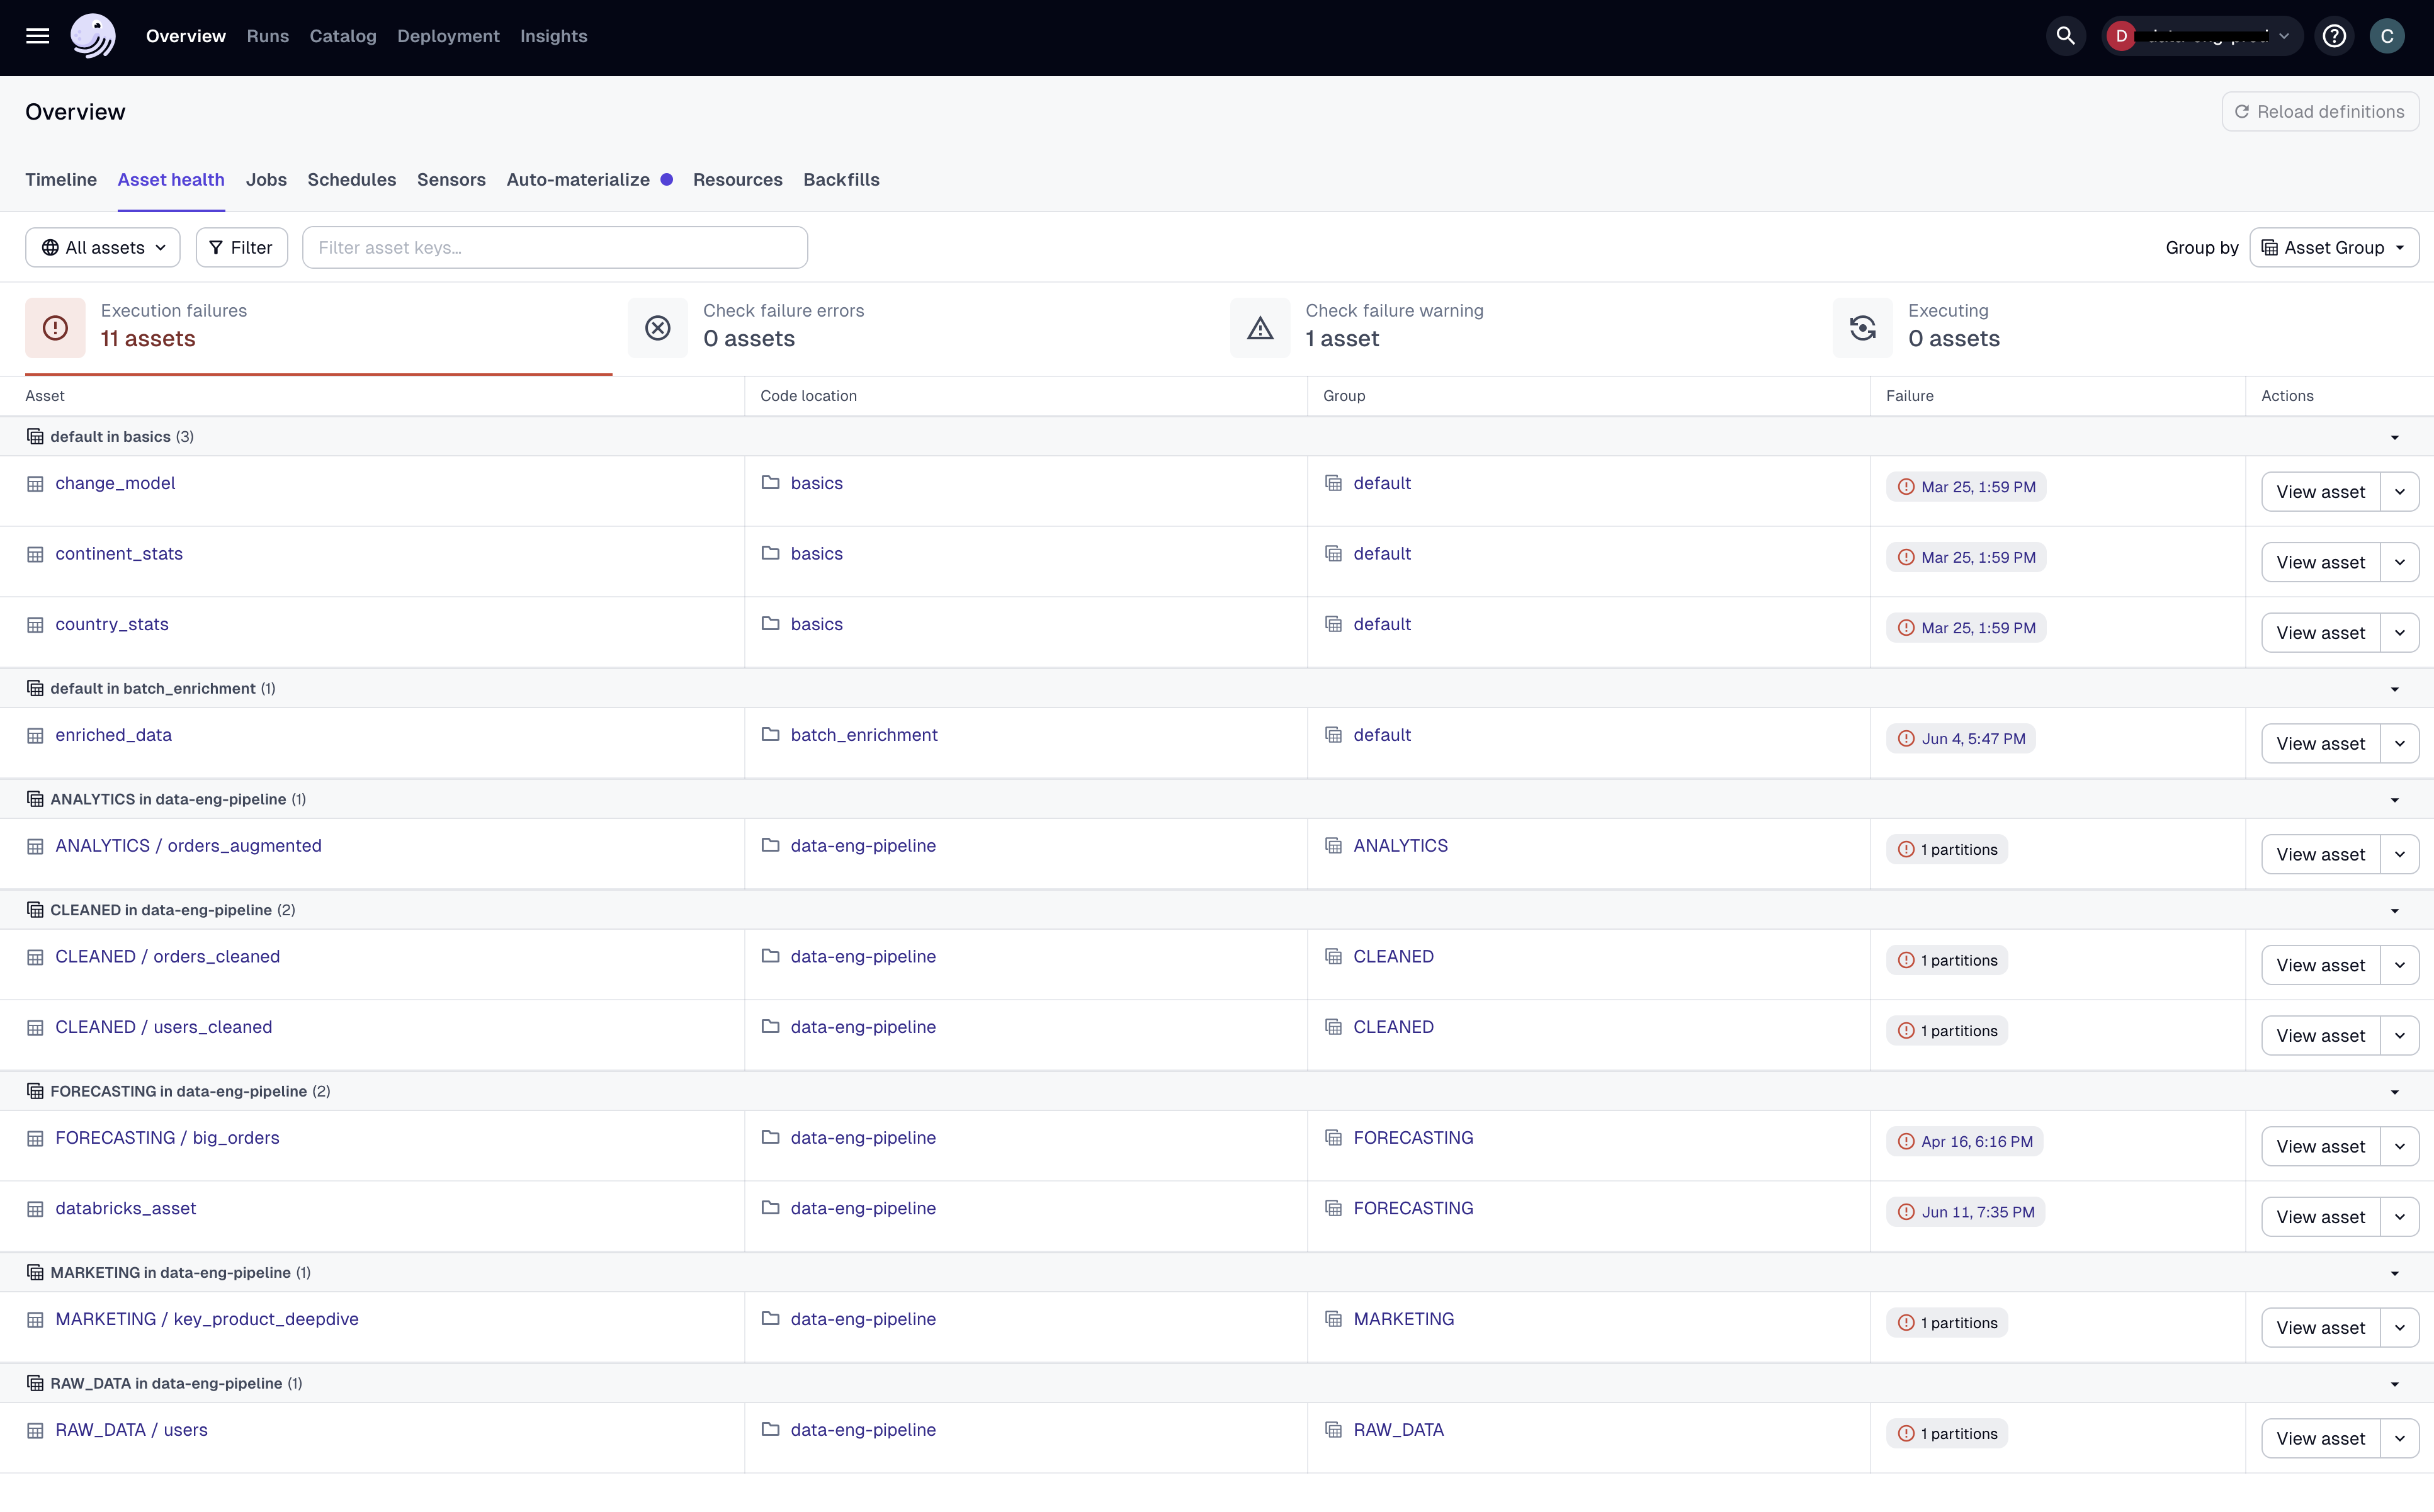 Overview Runs Catalog Deployment Insights D C
Overview Reload definitions
Timeline Asset health Jobs Schedules Sensors Auto-materialize Resources Backfills
All assets Filter Filter asset keys... Group by Asset Group
Execution failures
11 assets
Check failure errors
0 assets
Check failure warning
1 asset
Executing
0 assets
Asset Code location Group Failure Actions
default in basics (3)
change_model basics default Mar 25, 1:59 PM View asset
continent_stats basics default Mar 25, 1:59 PM View asset
country_stats basics default Mar 25, 1:59 PM View asset
default in batch_enrichment (1)
enriched_data batch_enrichment default Jun 4, 5:47 PM View asset
ANALYTICS in data-eng-pipeline (1)
ANALYTICS / orders_augmented data-eng-pipeline ANALYTICS 1 partitions View asset
CLEANED in data-eng-pipeline (2)
CLEANED / orders_cleaned data-eng-pipeline CLEANED 1 partitions View asset
CLEANED / users_cleaned data-eng-pipeline CLEANED 1 partitions View asset
FORECASTING in data-eng-pipeline (2)
FORECASTING / big_orders data-eng-pipeline FORECASTING Apr 16, 6:16 PM View asset
databricks_asset data-eng-pipeline FORECASTING Jun 11, 7:35 PM View asset
MARKETING in data-eng-pipeline (1)
MARKETING / key_product_deepdive data-eng-pipeline MARKETING 1 partitions View asset
RAW_DATA in data-eng-pipeline (1)
RAW_DATA / users data-eng-pipeline RAW_DATA 1 partitions View asset